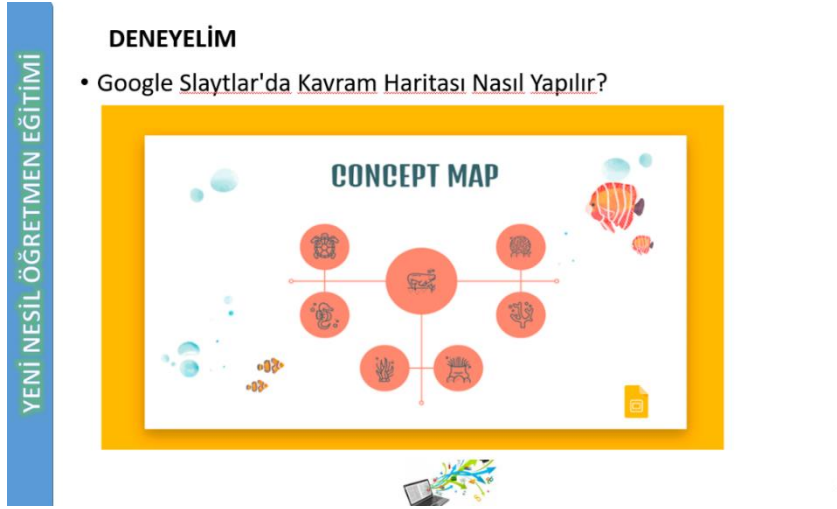 YENİ NESİL ÖĞRETMEN EĞİTİMİ
DENEYELİM
• Google Slaytlar'da Kavram Haritası Nasıl Yapılır?
CONCEPT MAP